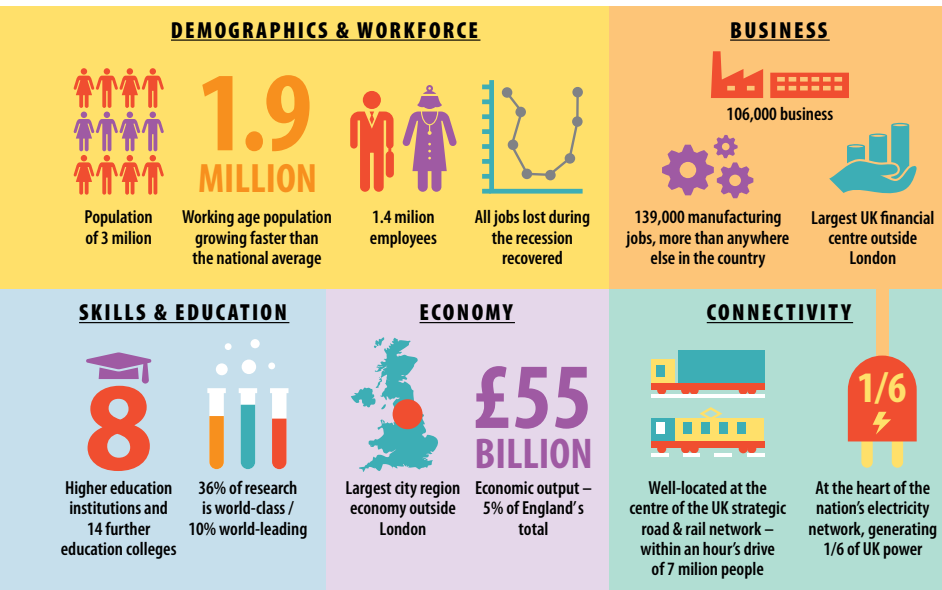 DEMOGRAPHICS & WORKFORCE
1.9
MILLION
Population
of 3 milion
Working age population
growing faster than
the national average
1.4 milion
employees
All jobs lost during
the recession
recovered
BUSINESS
106,000 business
139,000 manufacturing
jobs, more than anywhere
else in the country
Largest UK financial
centre outside
London
SKILLS & EDUCATION
8
Higher education
institutions and
14 further
education colleges
36% of research
is world-class /
10% world-leading
ECONOMY
Largest city region
economy outside
London
£55
BILLION
Economic output –
5% of England's
total
CONNECTIVITY
Well-located at the
centre of the UK strategic
road & rail network –
within an hour's drive
of 7 milion people
1/6
At the heart of the
nation's electricity
network, generating
1/6 of UK power